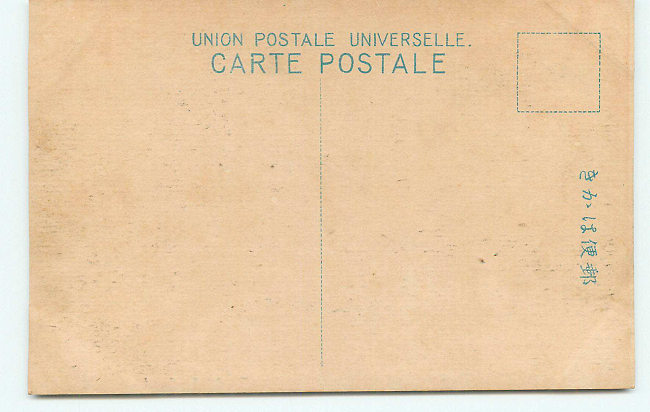 UNION POSTALE UNIVERSELLE.
CARTE POSTALE
郵便はかき